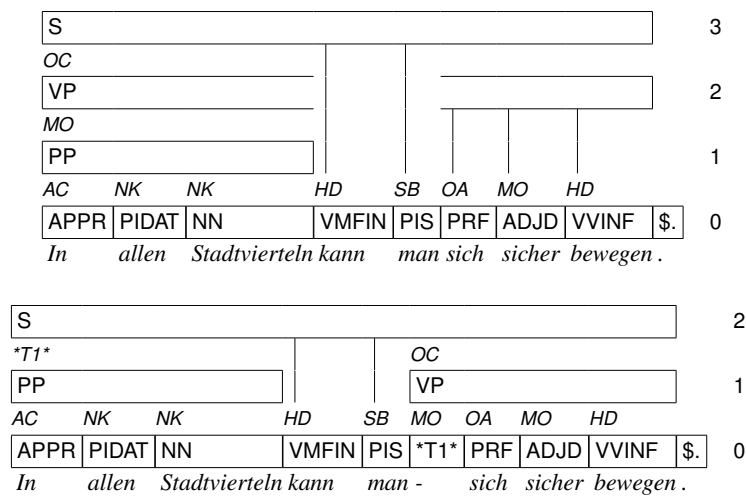 S 3
OC
VP 2
MO
PP 1
AC NK NK HD SB OA MO HD
APPR PIDAT NN VMFIN PIS PRF ADJD VVINF $. 0
In allen Stadtvierteln kann man sich sicher bewegen .
S 2
*T1* OC
PP VP 1
AC NK NK HD SB MO OA MO HD
APPR PIDAT NN VMFIN PIS *T1* PRF ADJD VVINF $. 0
In allen Stadtvierteln kann man - sich sicher bewegen .